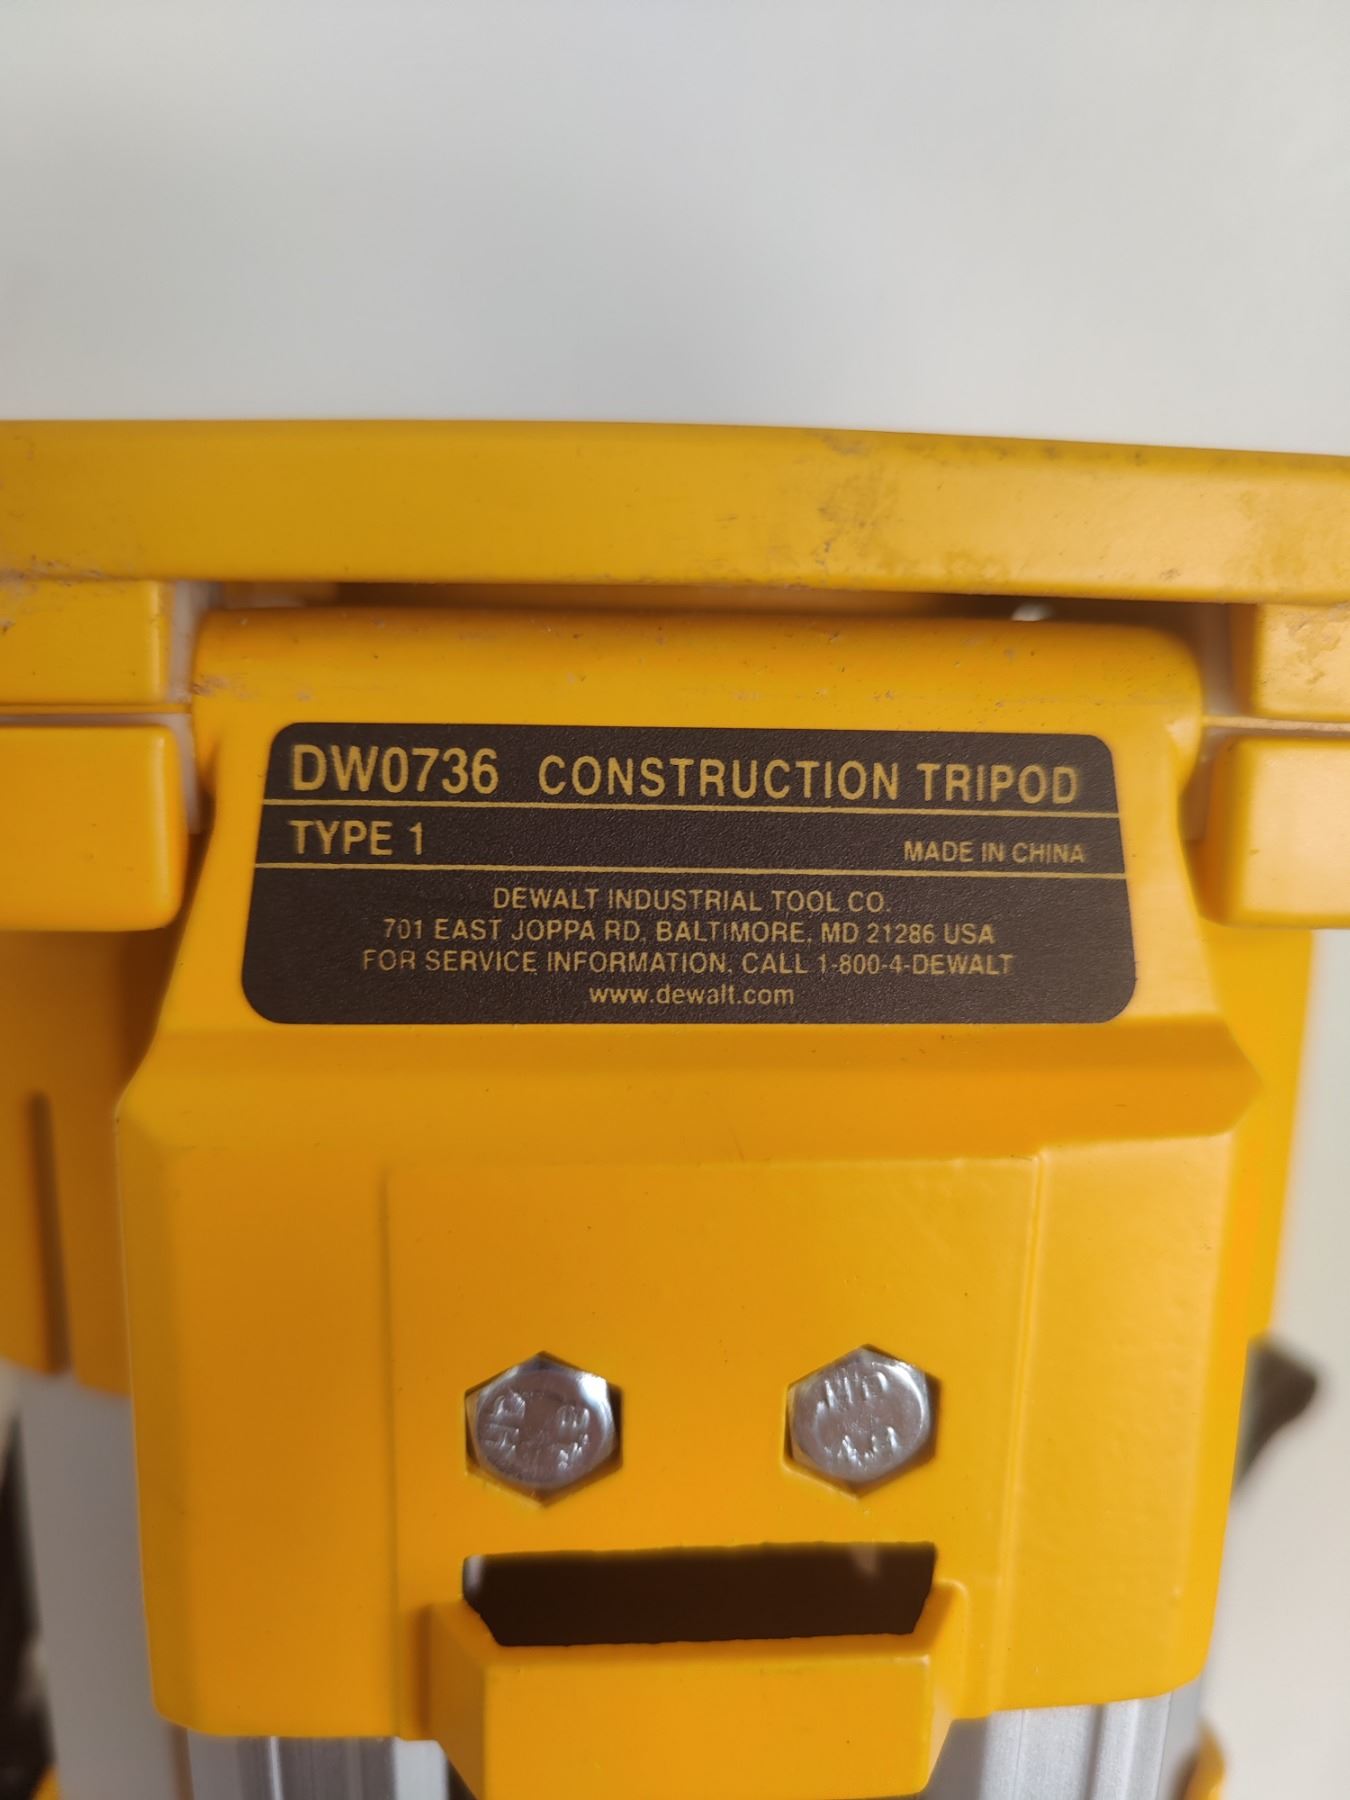 DW0736 CONSTRUCTION TRIPOD
TYPE 1 MADE IN CHINA
DEWALT INDUSTRIAL TOOL CO.
701 EAST JOPPA RD, BALTIMORE, MD 21286 USA
FOR SERVICE INFORMATION, CALL 1-800-4-DEWALT
www.dewalt.com